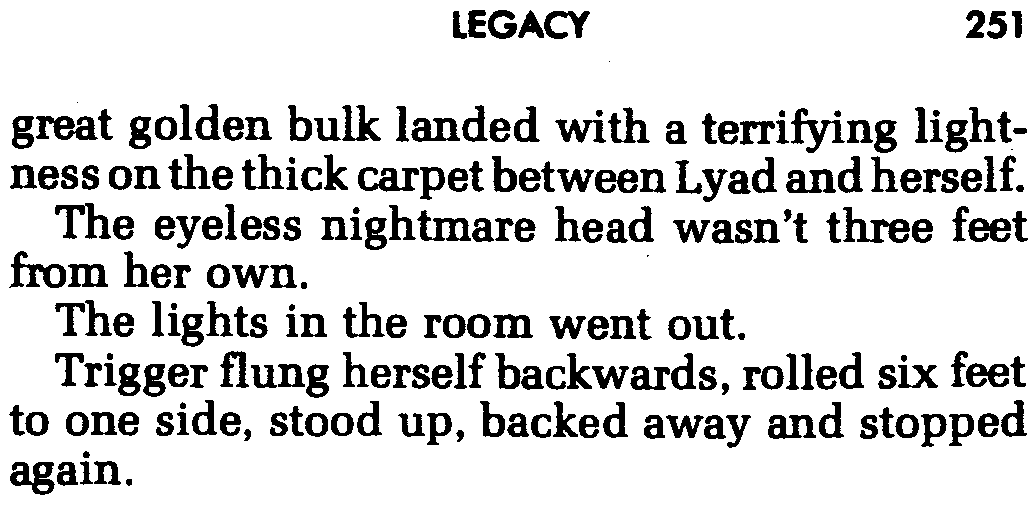 LEGACY 251
great golden bulk landed with a terrifying light-
ness on the thick carpet between Lyad and herself.
The eyeless nightmare head wasn't three feet
from her own.
The lights in the room went out.
Trigger flung herself backwards, rolled six feet
to one side, stood up, backed away and stopped
again.